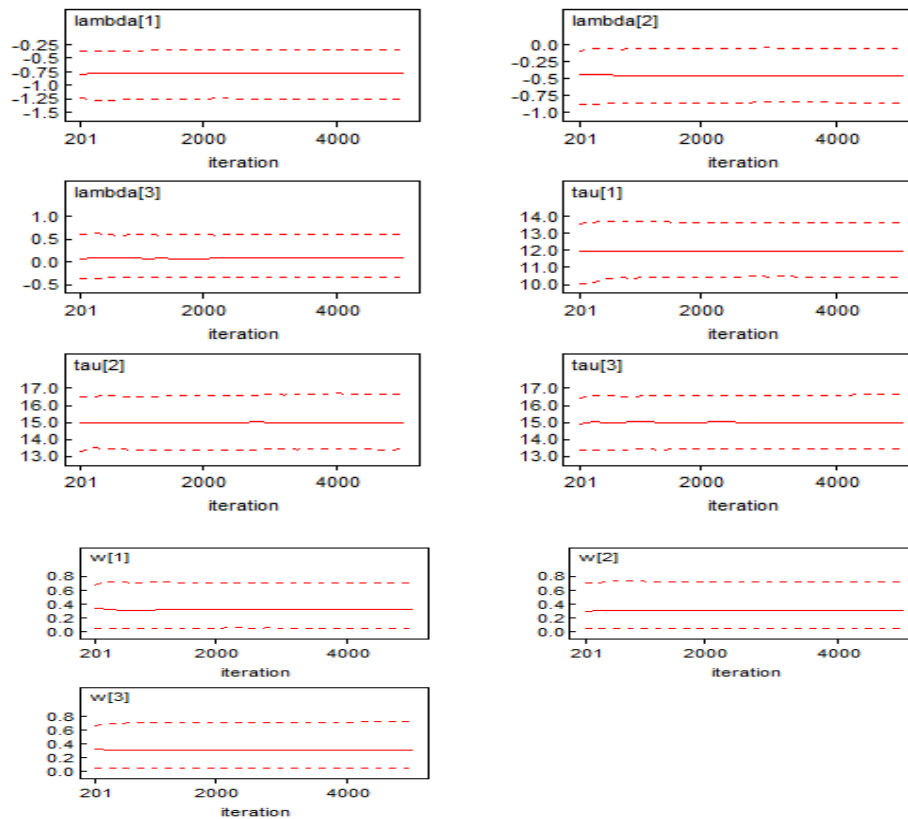 lambda[1]
-0.25
-0.5
-0.75
-1.0
-1.25
-1.5
201 2000 4000
iteration
lambda[2]
0.0
-0.25
-0.5
-0.75
-1.0
201 2000 4000
iteration
lambda[3]
1.0
0.5
0.0
-0.5
201 2000 4000
iteration
tau[1]
14.0
13.0
12.0
11.0
10.0
201 2000 4000
iteration
tau[2]
17.0
16.0
15.0
14.0
13.0
201 2000 4000
iteration
tau[3]
17.0
16.0
15.0
14.0
13.0
201 2000 4000
iteration
w[1]
0.8
0.6
0.4
0.2
0.0
201 2000 4000
iteration
w[2]
0.8
0.6
0.4
0.2
0.0
201 2000 4000
iteration
w[3]
0.8
0.6
0.4
0.2
0.0
201 2000 4000
iteration